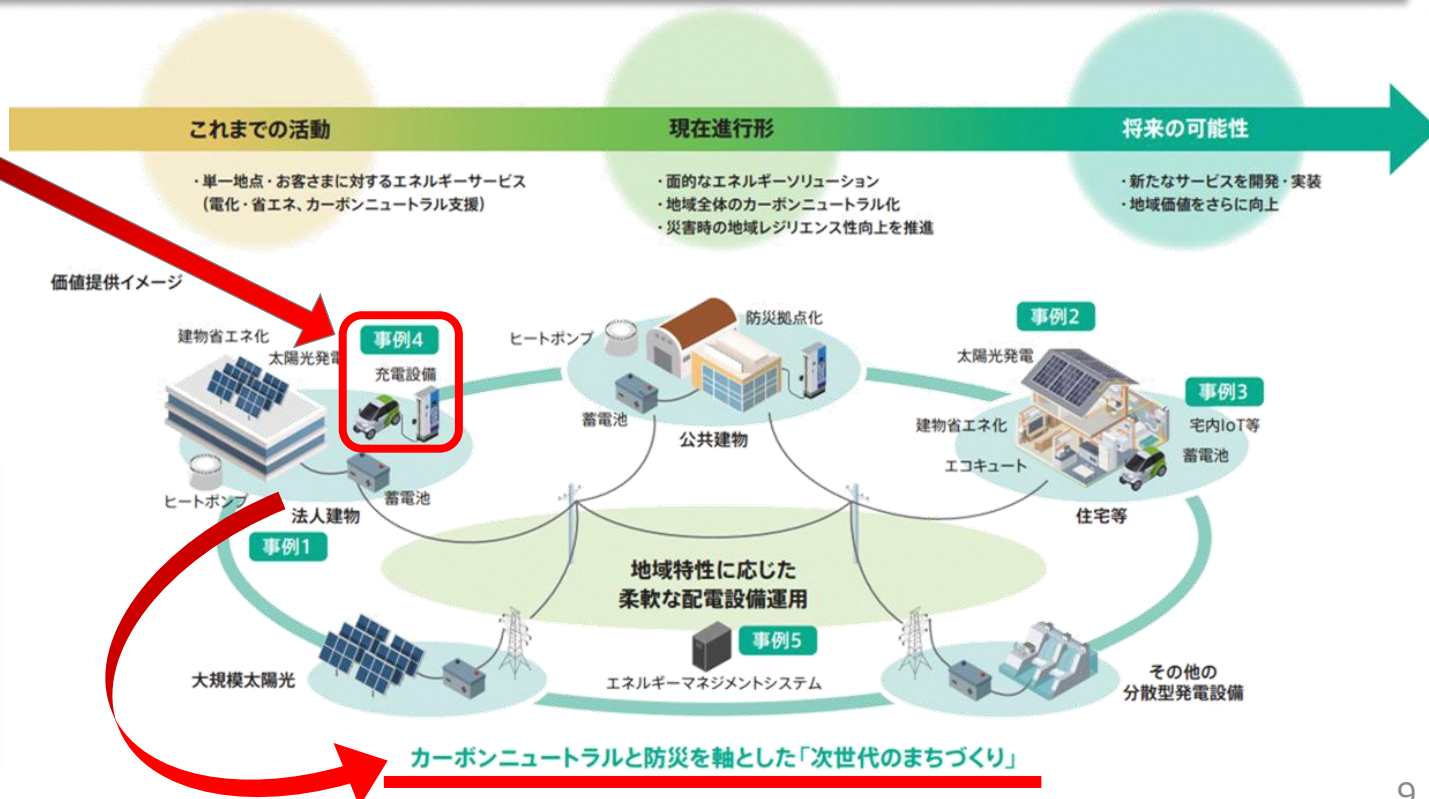 これまでの活動
現在進行形
将来の可能性
・単一地点・お客さまに対するエネルギーサービス
（電化・省エネ、カーボンニュートラル支援）
・面的なエネルギーソリューション
・地域全体のカーボンニュートラル化
・災害時の地域レジリエンス性向上を推進
・新たなサービスを開発・実装
・地域価値をさらに向上
価値提供イメージ
建物省エネ化
太陽光発電
事例4
充電設備
ヒートポンプ
蓄電池
法人建物
事例1
ヒートポンプ
防災拠点化
蓄電池
公共建物
事例2
太陽光発電
事例3
宅内IoT等
建物省エネ化
エコキュート
蓄電池
住宅等
地域特性に応じた
柔軟な配電設備運用
事例5
エネルギーマネジメントシステム
大規模太陽光
その他の
分散型発電設備
カーボンニュートラルと防災を軸とした「次世代のまちづくり」
9